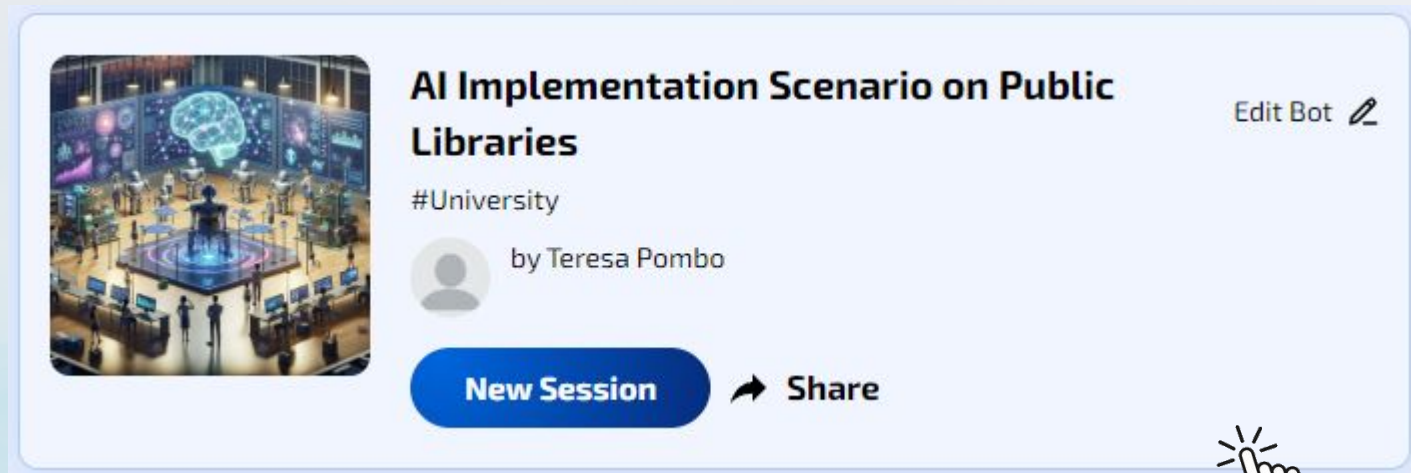 AI Implementation Scenario on Public
Libraries
Edit Bot
#University
by Teresa Pombo
New Session
Share